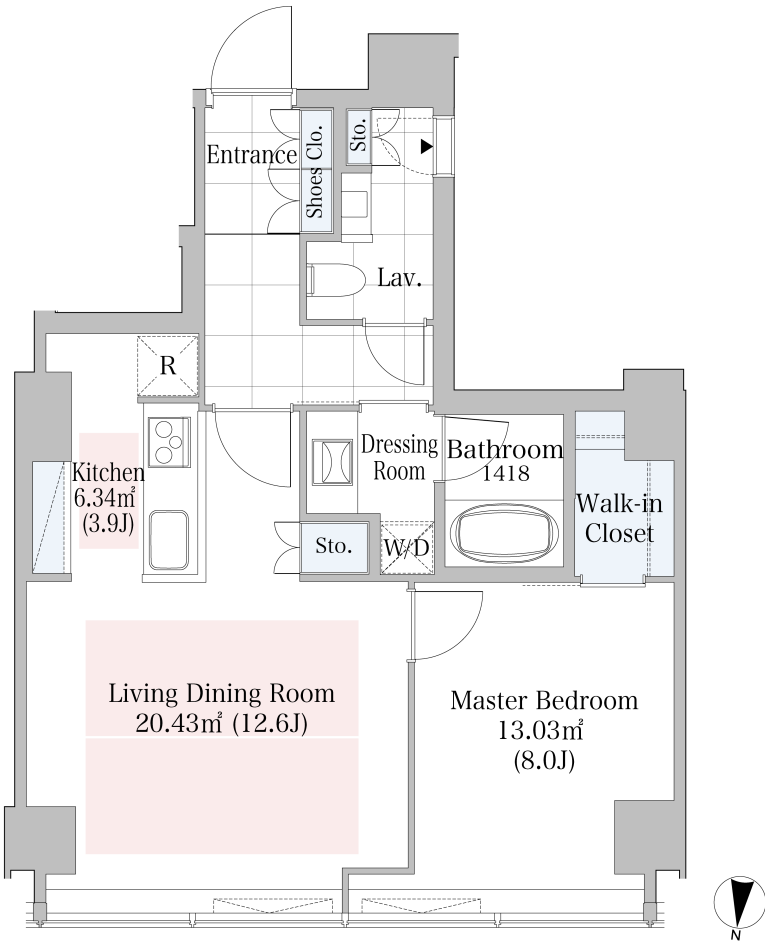 Entrance
Shoes Clo.
Sto.
Lav.
R
Dressing
Room
Bathroom
1418
Kitchen
6.34㎡
(3.9J)
Walk-in
Closet
Sto.
W/D
Living Dining Room
20.43㎡ (12.6J)
Master Bedroom
13.03㎡
(8.0J)
N